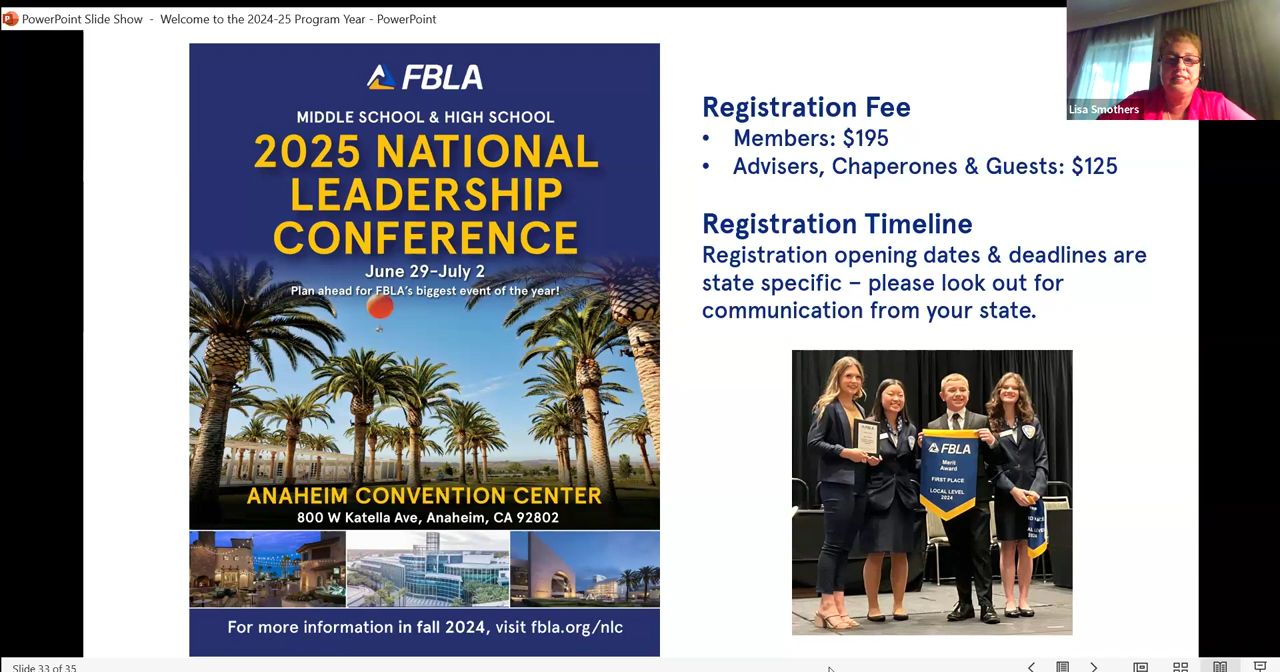 PowerPoint Slide Show - Welcome to the 2024-25 Program Year - PowerPoint
Lisa Smothers
FBLA
MIDDLE SCHOOL & HIGH SCHOOL
2025 NATIONAL
LEADERSHIP
CONFERENCE
June 29-July 2
Plan ahead for FBLA's biggest event of the year!
ANAHEIM CONVENTION CENTER
800 W Katella Ave, Anaheim, CA 92802
For more information in fall 2024, visit fbla.org/nlc
Registration Fee
• Members: $195
• Advisers, Chaperones & Guests: $125
Registration Timeline
Registration opening dates & deadlines are
state specific – please look out for
communication from your state.
FBLA
Merit
Award
FIRST PLACE
LOCAL LEVEL
2024
Slide 33 of 35